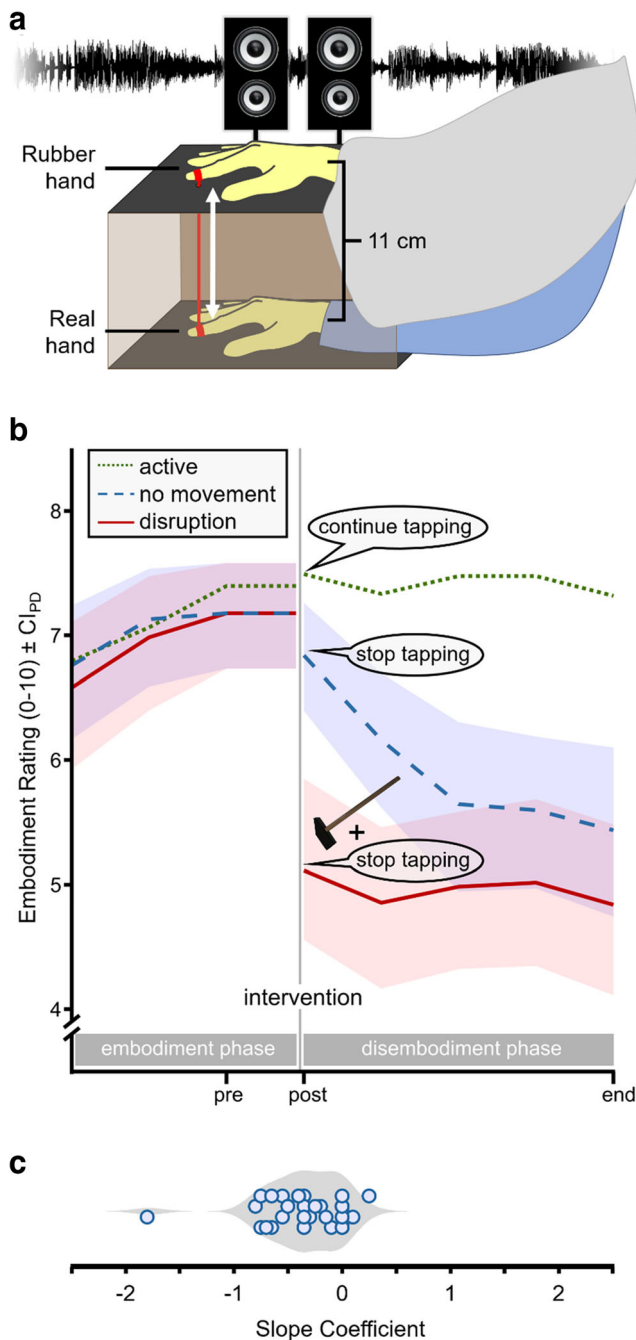 a
Rubber
hand
11 cm
Real
hand
b
active
no movement
disruption
continue tapping
stop tapping
+
stop tapping
Embodiment Rating (0-10) ± CIPD
8
7
6
5
4
intervention
embodiment phase
disembodiment phase
pre
post
end
c
-2
-1
0
1
2
Slope Coefficient